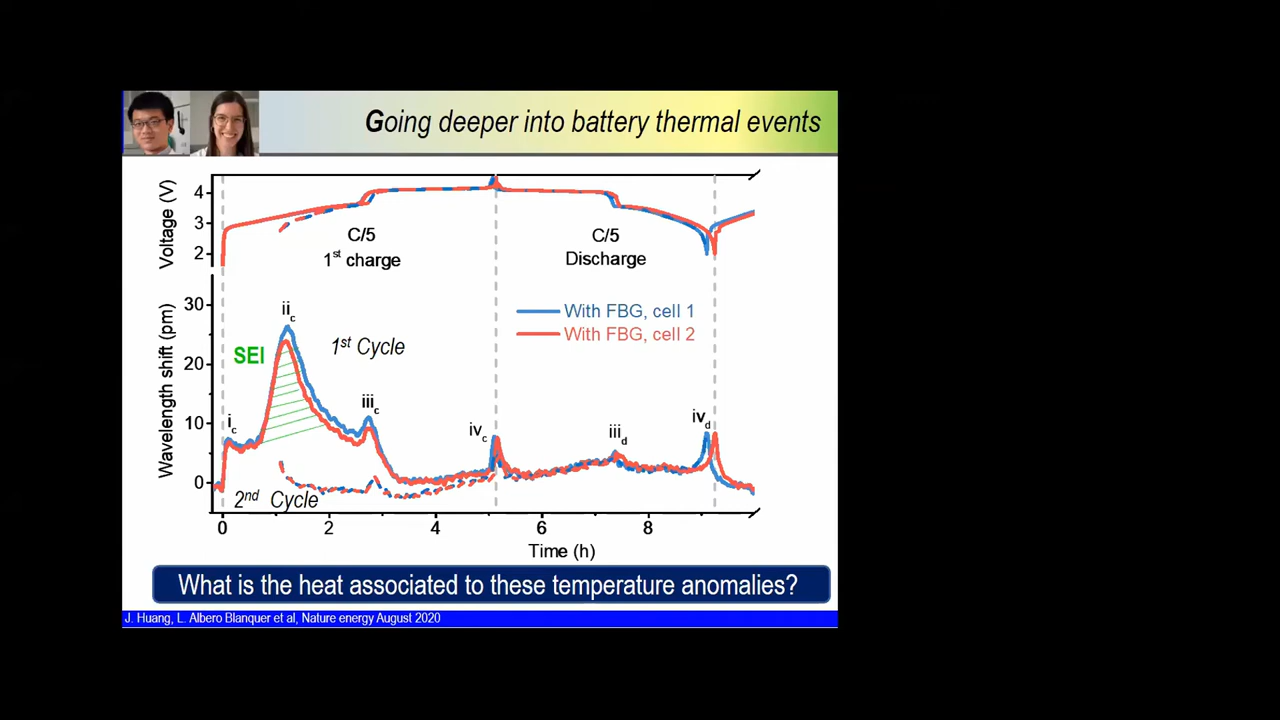 Going deeper into battery thermal events
Voltage (V)
4
3
2
C/5
1st charge
C/5
Discharge
Wavelength shift (pm)
30
20
10
0
With FBG, cell 1
With FBG, cell 2
iic
SEI
1st Cycle
ic
iiic
ivc
iiid
ivd
2nd Cycle
0
2
4
6
8
Time (h)
What is the heat associated to these temperature anomalies?
J. Huang, L. Albero Blanquer et al, Nature energy August 2020